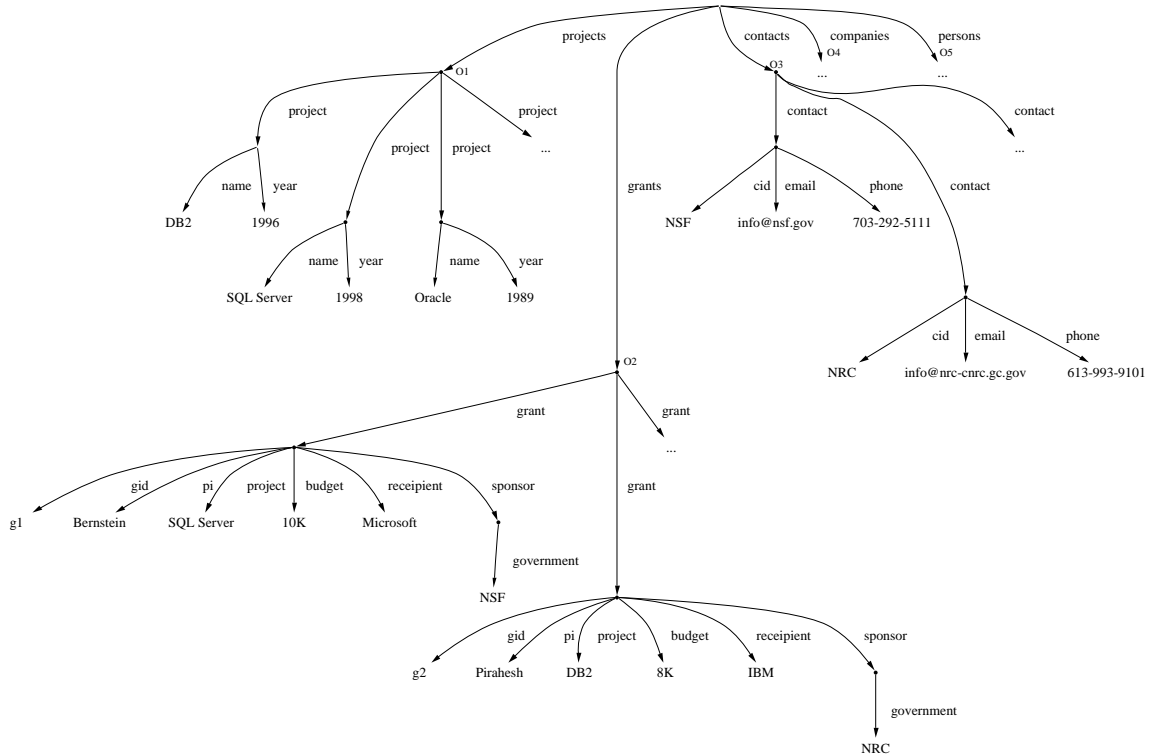 projects
contacts
companies
persons
O1
O3
O4
...
O5
...
project
project
project
project
...
contact
contact
...
name
year
DB2
1996
grants
cid
email
phone
NSF
info@nsf.gov
703-292-5111
contact
name
year
name
year
SQL Server
1998
Oracle
1989
cid
email
phone
NRC
info@nrc-cnrc.gc.gov
613-993-9101
O2
grant
grant
...
gid
pi
project
budget
receipient
sponsor
grant
g1
Bernstein
SQL Server
10K
Microsoft
government
NSF
gid
pi
project
budget
receipient
sponsor
g2
Pirahesh
DB2
8K
IBM
government
NRC